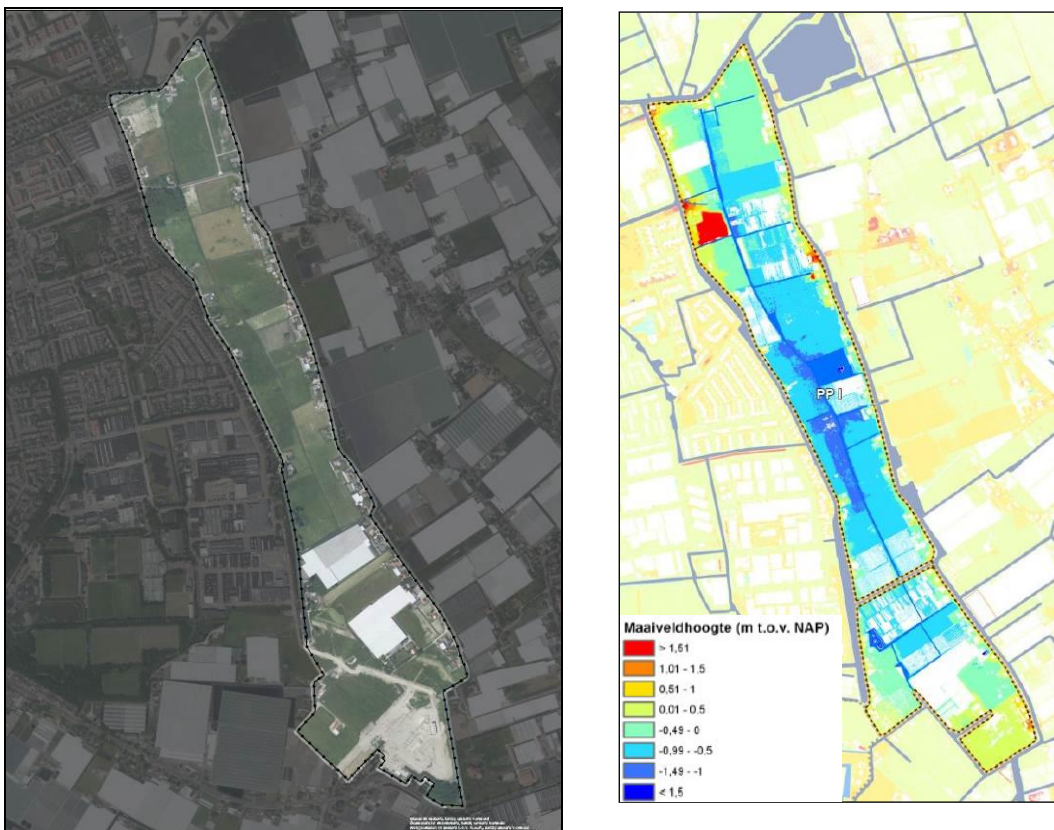 PP I
Maaiveldhoogte (m t.o.v. NAP)
> 1,51
1.01 - 1.5
0,51 - 1
0,01 - 0.5
-0,49 - 0
-0,99 - -0.5
-1,49 - -1
< 1,5